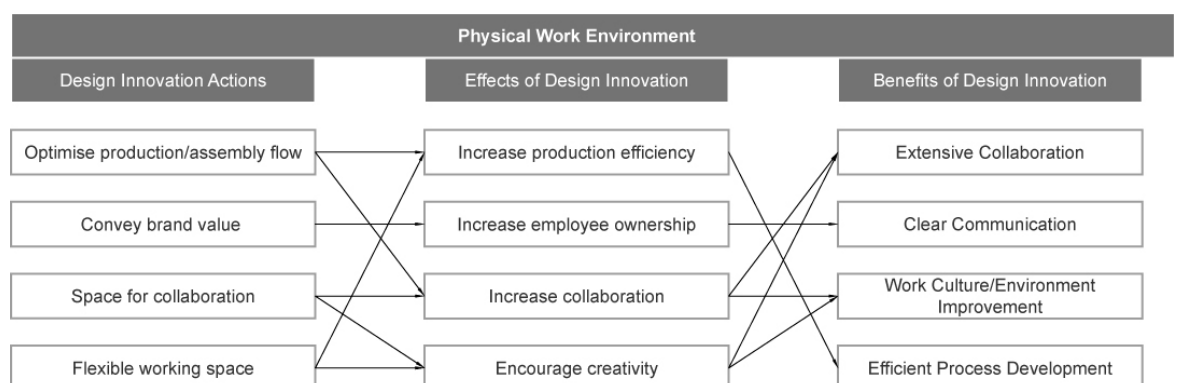 Physical Work Environment
Design Innovation Actions
Effects of Design Innovation
Benefits of Design Innovation
Optimise production/assembly flow
Increase production efficiency
Extensive Collaboration
Convey brand value
Increase employee ownership
Clear Communication
Space for collaboration
Increase collaboration
Work Culture/Environment
Improvement
Flexible working space
Encourage creativity
Efficient Process Development